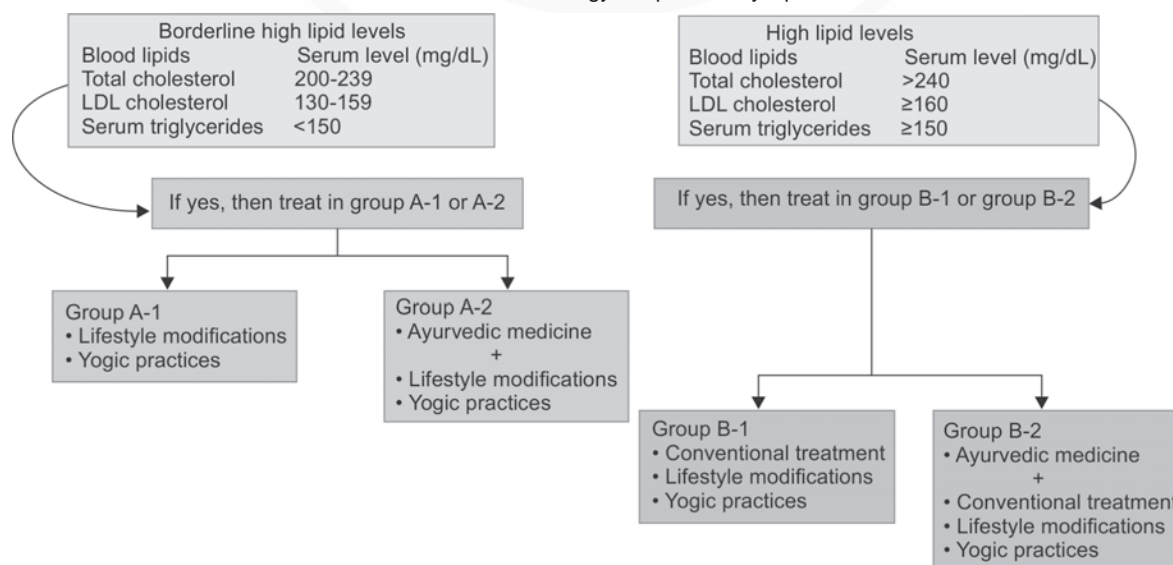 Borderline high lipid levels
Blood lipids Serum level (mg/dL)
Total cholesterol 200-239
LDL cholesterol 130-159
Serum triglycerides <150
High lipid levels
Blood lipids Serum level (mg/dL)
Total cholesterol >240
LDL cholesterol ≥160
Serum triglycerides ≥150
If yes, then treat in group A-1 or A-2
If yes, then treat in group B-1 or group B-2
Group A-1
• Lifestyle modifications
• Yogic practices
Group A-2
• Ayurvedic medicine
+
• Lifestyle modifications
• Yogic practices
Group B-1
• Conventional treatment
• Lifestyle modifications
• Yogic practices
Group B-2
• Ayurvedic medicine
+
• Conventional treatment
• Lifestyle modifications
• Yogic practices